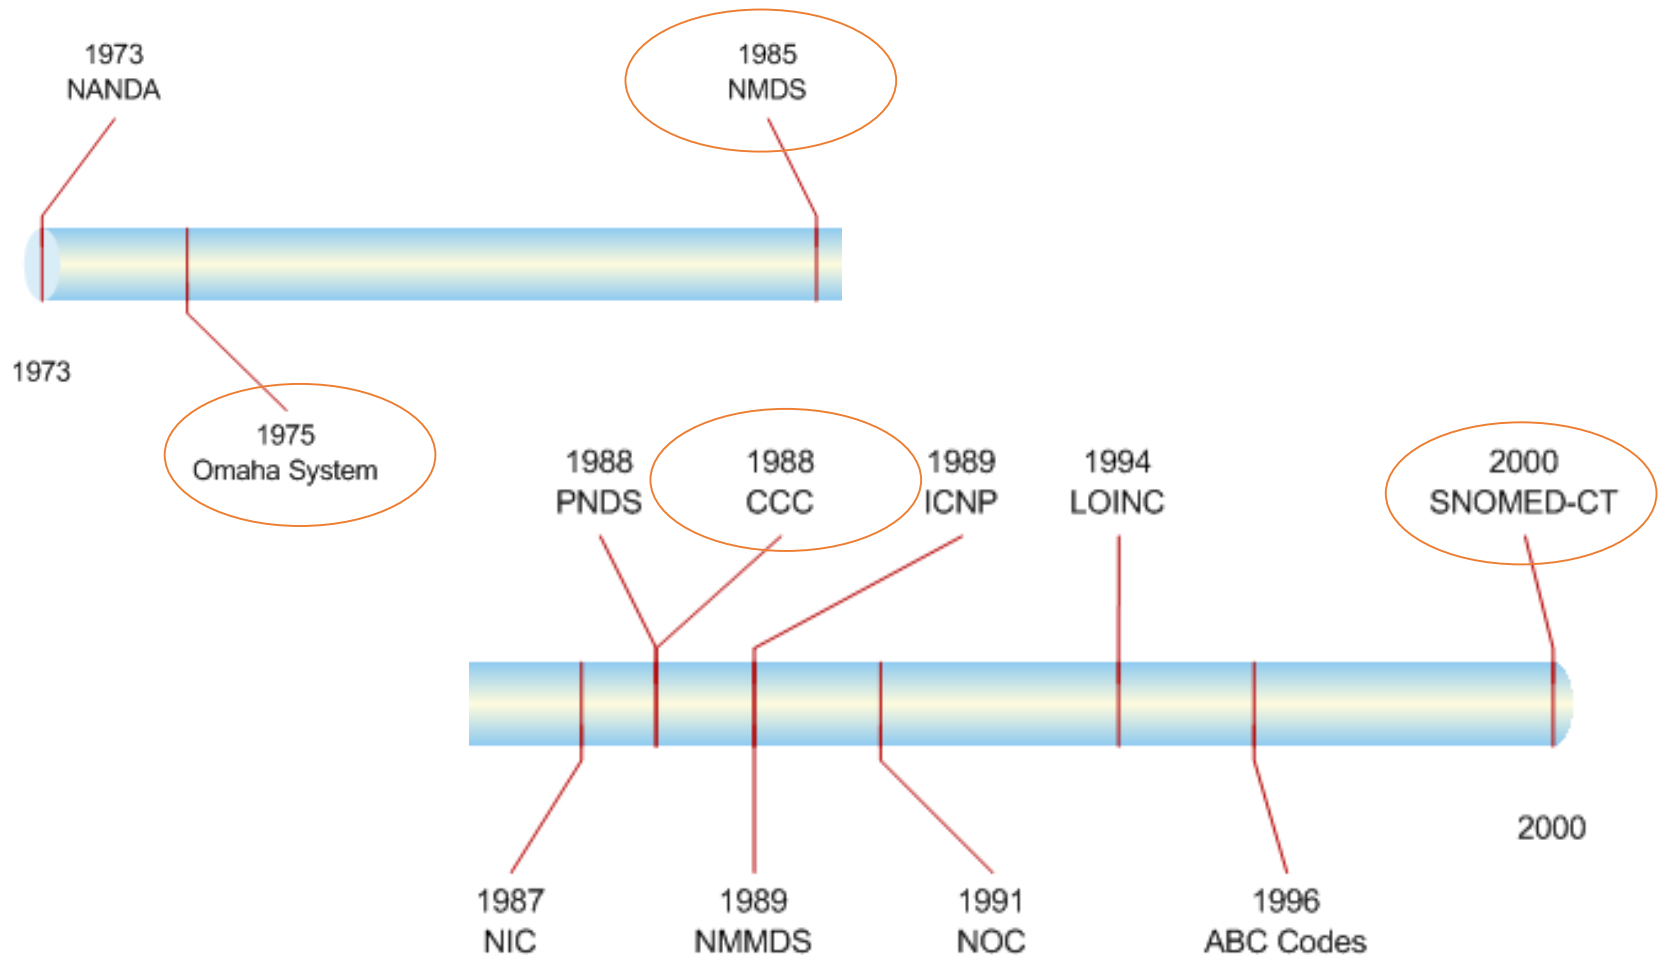 1973
NANDA
1985
NMDS
1973
1975
Omaha System
1988
PNDS
1988
CCC
1989
ICNP
1994
LOINC
2000
SNOMED-CT
2000
1987
NIC
1989
NMMDS
1991
NOC
1996
ABC Codes